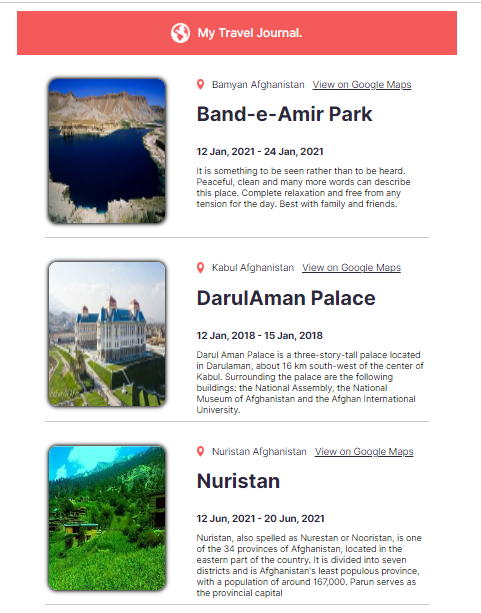 My Travel Journal.
Bamyan Afghanistan View on Google Maps
Band-e-Amir Park
12 Jan, 2021 - 24 Jan, 2021
It is something to be seen rather than to be heard.
Peaceful, clean and many more words can describe
this place. Complete relaxation and free from any
tension for the day. Best with family and friends.
Kabul Afghanistan View on Google Maps
DarulAman Palace
12 Jan, 2018 - 15 Jan, 2018
Darul Aman Palace is a three-story-tall palace located
in Darulaman, about 16 km south-west of the center of
Kabul. Surrounding the palace are the following
buildings: the National Assembly, the National
Museum of Afghanistan and the Afghan International
University.
Nuristan Afghanistan View on Google Maps
Nuristan
12 Jun, 2021 - 20 Jun, 2021
Nuristan, also spelled as Nurestan or Nooristan, is one
of the 34 provinces of Afghanistan, located in the
eastern part of the country. It is divided into seven
districts and is Afghanistan's least populous province,
with a population of around 167,000. Parun serves as
the provincial capital